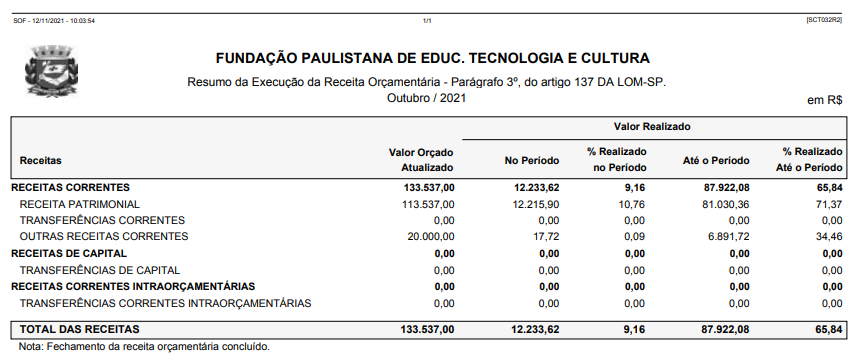 SOF - 12/11/2021 - 10:03:54 1/1 [SCT032R2]
FUNDAÇÃO PAULISTANA DE EDUC. TECNOLOGIA E CULTURA
Resumo da Execução da Receita Orçamentária - Parágrafo 3º, do artigo 137 DA LOM-SP.
Outubro / 2021
em R$
Valor Realizado
Receitas Valor Orçado Atualizado No Período % Realizado no Período Até o Período % Realizado Até o Período
RECEITAS CORRENTES 133.537,00 12.233,62 9,16 87.922,08 65,84
RECEITA PATRIMONIAL 113.537,00 12.215,90 10,76 81.030,36 71,37
TRANSFERÊNCIAS CORRENTES 0,00 0,00 0,00 0,00 0,00
OUTRAS RECEITAS CORRENTES 20.000,00 17,72 0,09 6.891,72 34,46
RECEITAS DE CAPITAL 0,00 0,00 0,00 0,00 0,00
TRANSFERÊNCIAS DE CAPITAL 0,00 0,00 0,00 0,00 0,00
RECEITAS CORRENTES INTRAORÇAMENTÁRIAS 0,00 0,00 0,00 0,00 0,00
TRANSFERÊNCIAS CORRENTES INTRAORÇAMENTÁRIAS 0,00 0,00 0,00 0,00 0,00
TOTAL DAS RECEITAS 133.537,00 12.233,62 9,16 87.922,08 65,84
Nota: Fechamento da receita orçamentária concluído.